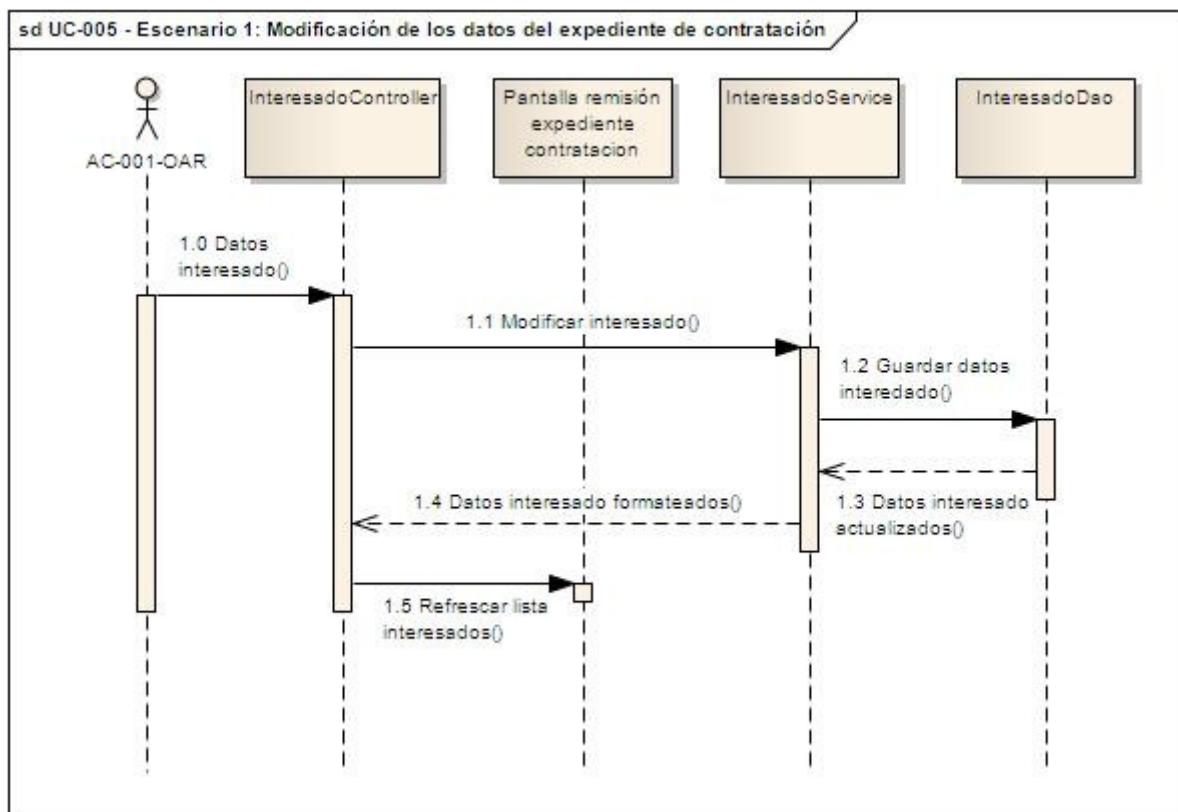 sd UC-005 - Escenario 1: Modificación de los datos del expediente de contratación
AC-001-OAR
InteresadoController
Pantalla remisión
expediente
contratacion
InteresadoService
InteresadoDao
1.0 Datos
interesado()
1.1 Modificar interesado()
1.2 Guardar datos
interedado()
1.3 Datos interesado
actualizados()
1.4 Datos interesado formateados()
1.5 Refrescar lista
interesados()